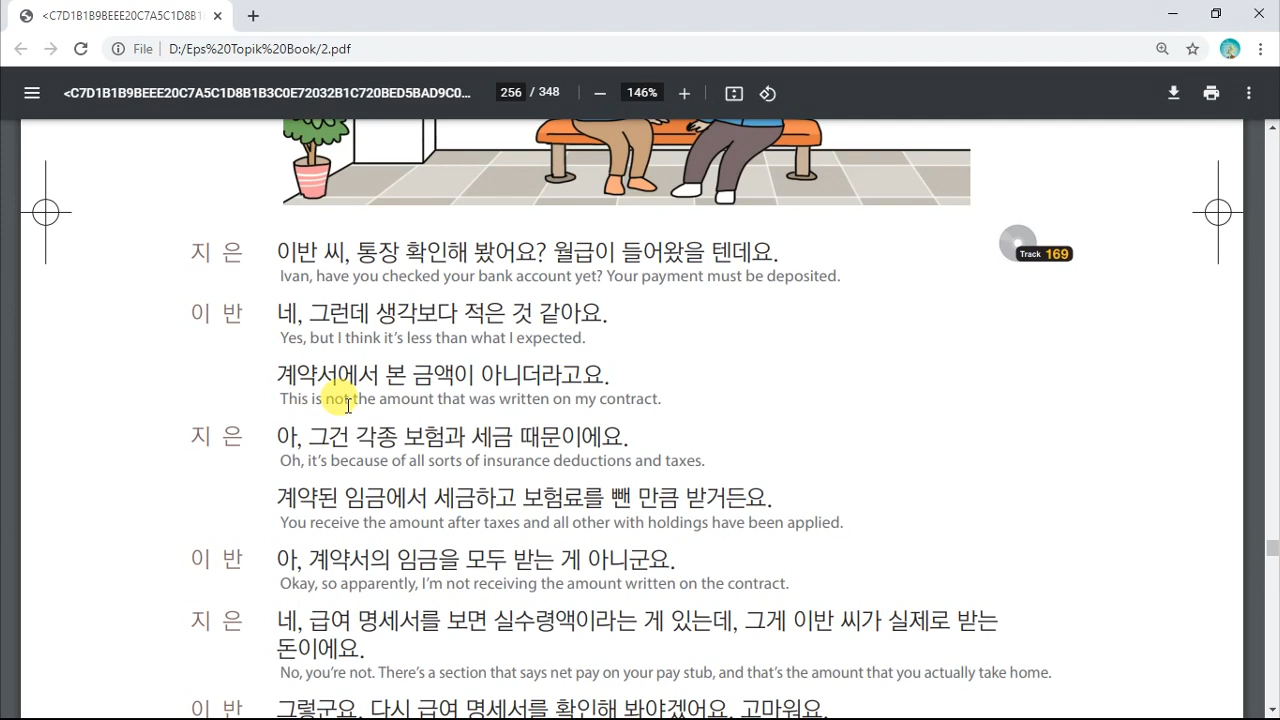 <C7D1B1B9BEEE20C7A5C1D8B1
File D:/Eps%20Topik%20Book/2.pdf
<C7D1B1B9BEEE20C7A5C1D8B1B3C0E72032B1C720BED5BAD9C0... 256 / 348 146%
지 은 이반 씨, 통장 확인해 봤어요? 월급이 들어왔을 텐데요.
Track 169
Ivan, have you checked your bank account yet? Your payment must be deposited.
이 반 네, 그런데 생각보다 적은 것 같아요.
Yes, but I think it's less than what I expected.
계약서에서 본 금액이 아니더라고요.
This is not the amount that was written on my contract.
지 은 아, 그건 각종 보험과 세금 때문이에요.
Oh, it's because of all sorts of insurance deductions and taxes.
계약된 임금에서 세금하고 보험료를 뺀 만큼 받거든요.
You receive the amount after taxes and all other with holdings have been applied.
이 반 아, 계약서의 임금을 모두 받는 게 아니군요.
Okay, so apparently, I'm not receiving the amount written on the contract.
지 은 네, 급여 명세서를 보면 실수령액이라는 게 있는데, 그게 이반 씨가 실제로 받는
돈이에요.
No, you're not. There's a section that says net pay on your pay stub, and that's the amount that you actually take home.
이 반 그렇군요. 다시 급여 명세서를 확인해 봐야겠어요. 고마워요.